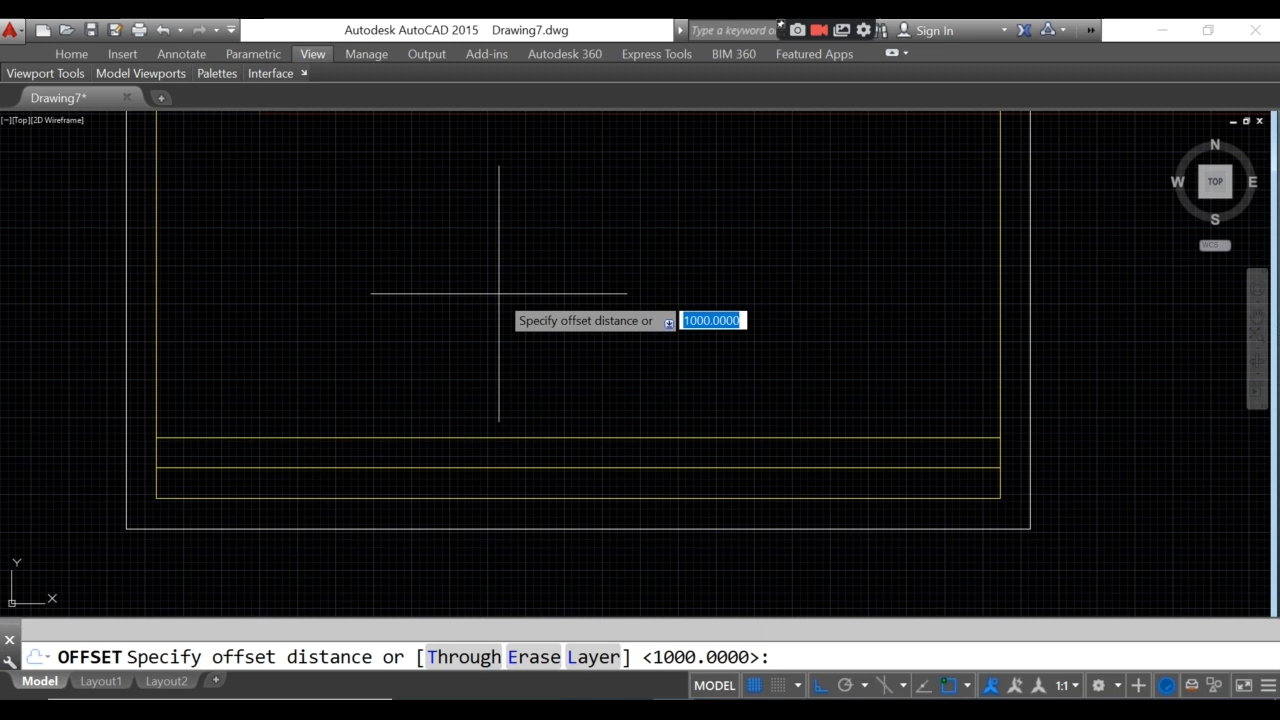 Autodesk AutoCAD 2015 Drawing7.dwg
Type a keyword o
Sign In
Home Insert Annotate Parametric View Manage Output Add-ins Autodesk 360 Express Tools BIM 360 Featured Apps
Viewport Tools Model Viewports Palettes Interface
Drawing7*
[−][Top][2D Wireframe]
N
W TOP E
S
WCS
Specify offset distance or 1000.0000
Y
X
OFFSET Specify offset distance or [Through Erase Layer] <1000.0000>:
Model Layout1 Layout2
MODEL 1:1